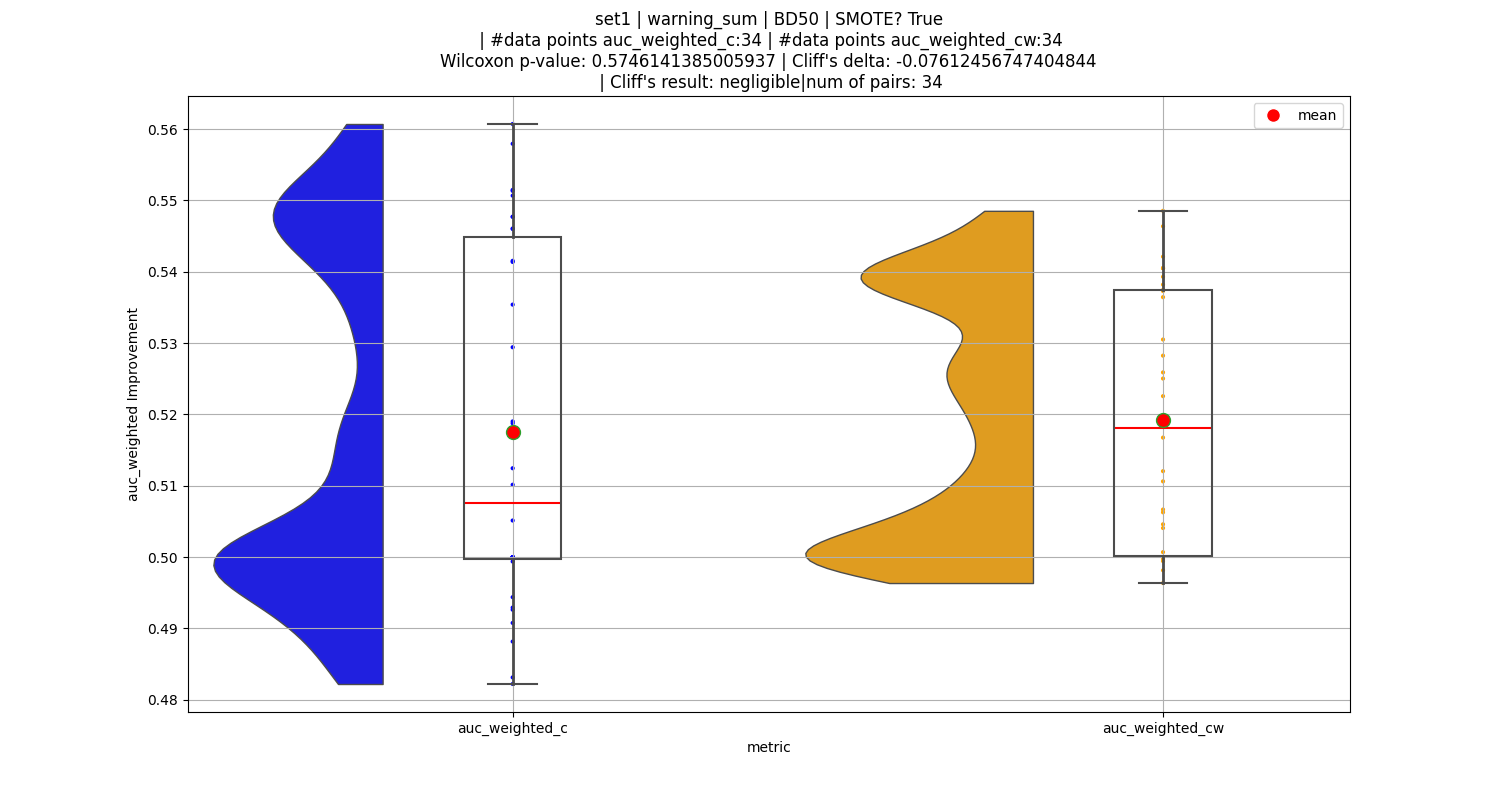 set1 | warning_sum | BD50 | SMOTE? True
| #data points auc_weighted_c:34 | #data points auc_weighted_cw:34
Wilcoxon p-value: 0.5746141385005937 | Cliff's delta: -0.07612456747404844
| Cliff's result: negligible|num of pairs: 34
mean
0.56
0.55
0.54
0.53
0.52
0.51
0.50
0.49
0.48
auc_weighted Improvement
auc_weighted_c
auc_weighted_cw
metric